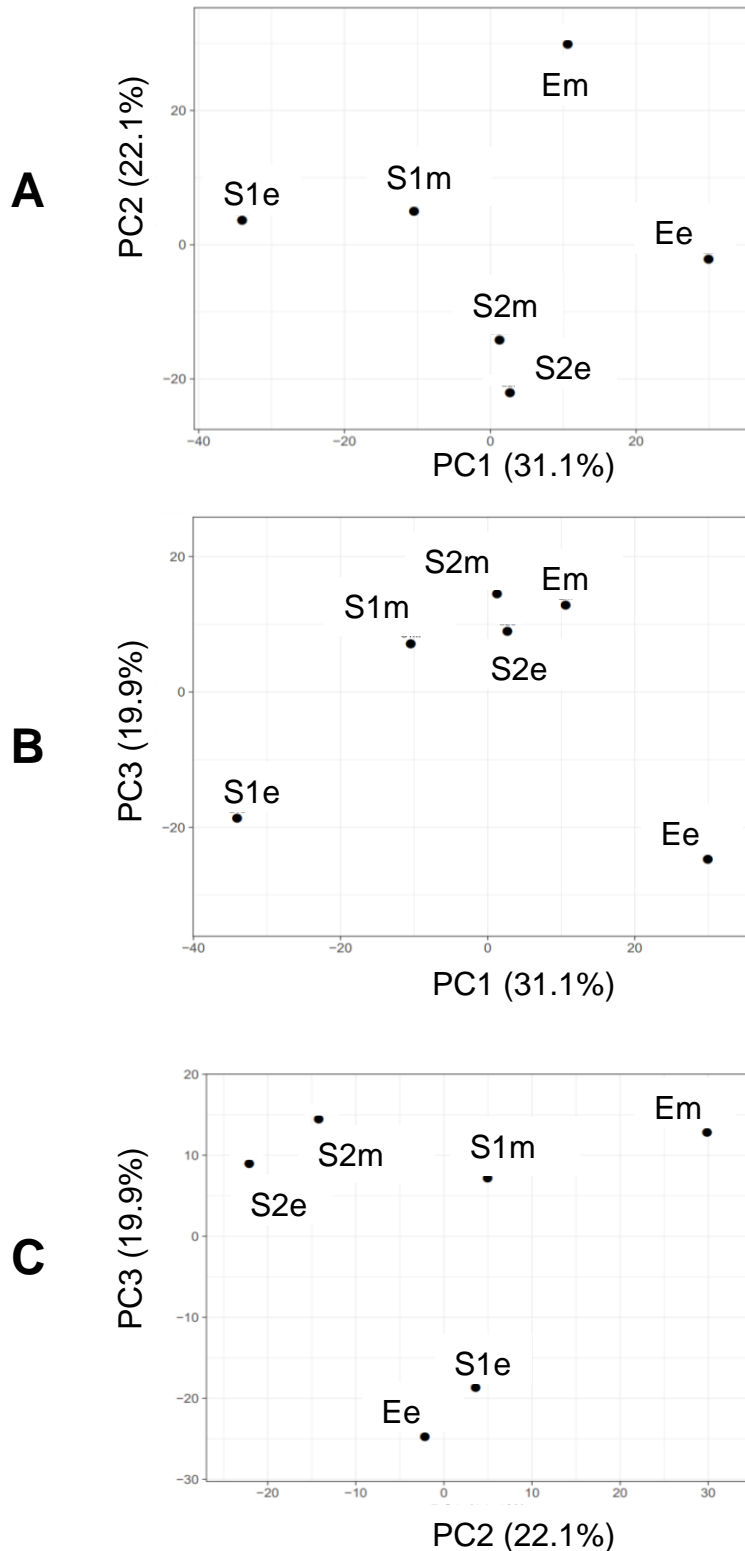 A
PC2 (22.1%)
20
0
−20
Em
S1e
S1m
Ee
S2m
S2e
−40
−20
0
20
PC1 (31.1%)
B
PC3 (19.9%)
20
0
−20
S2m
Em
S1m
S2e
S1e
Ee
−40
−20
0
20
PC1 (31.1%)
C
PC3 (19.9%)
20
10
0
−10
−20
−30
Em
S1m
S2m
S2e
S1e
Ee
−20
−10
0
10
20
30
PC2 (22.1%)